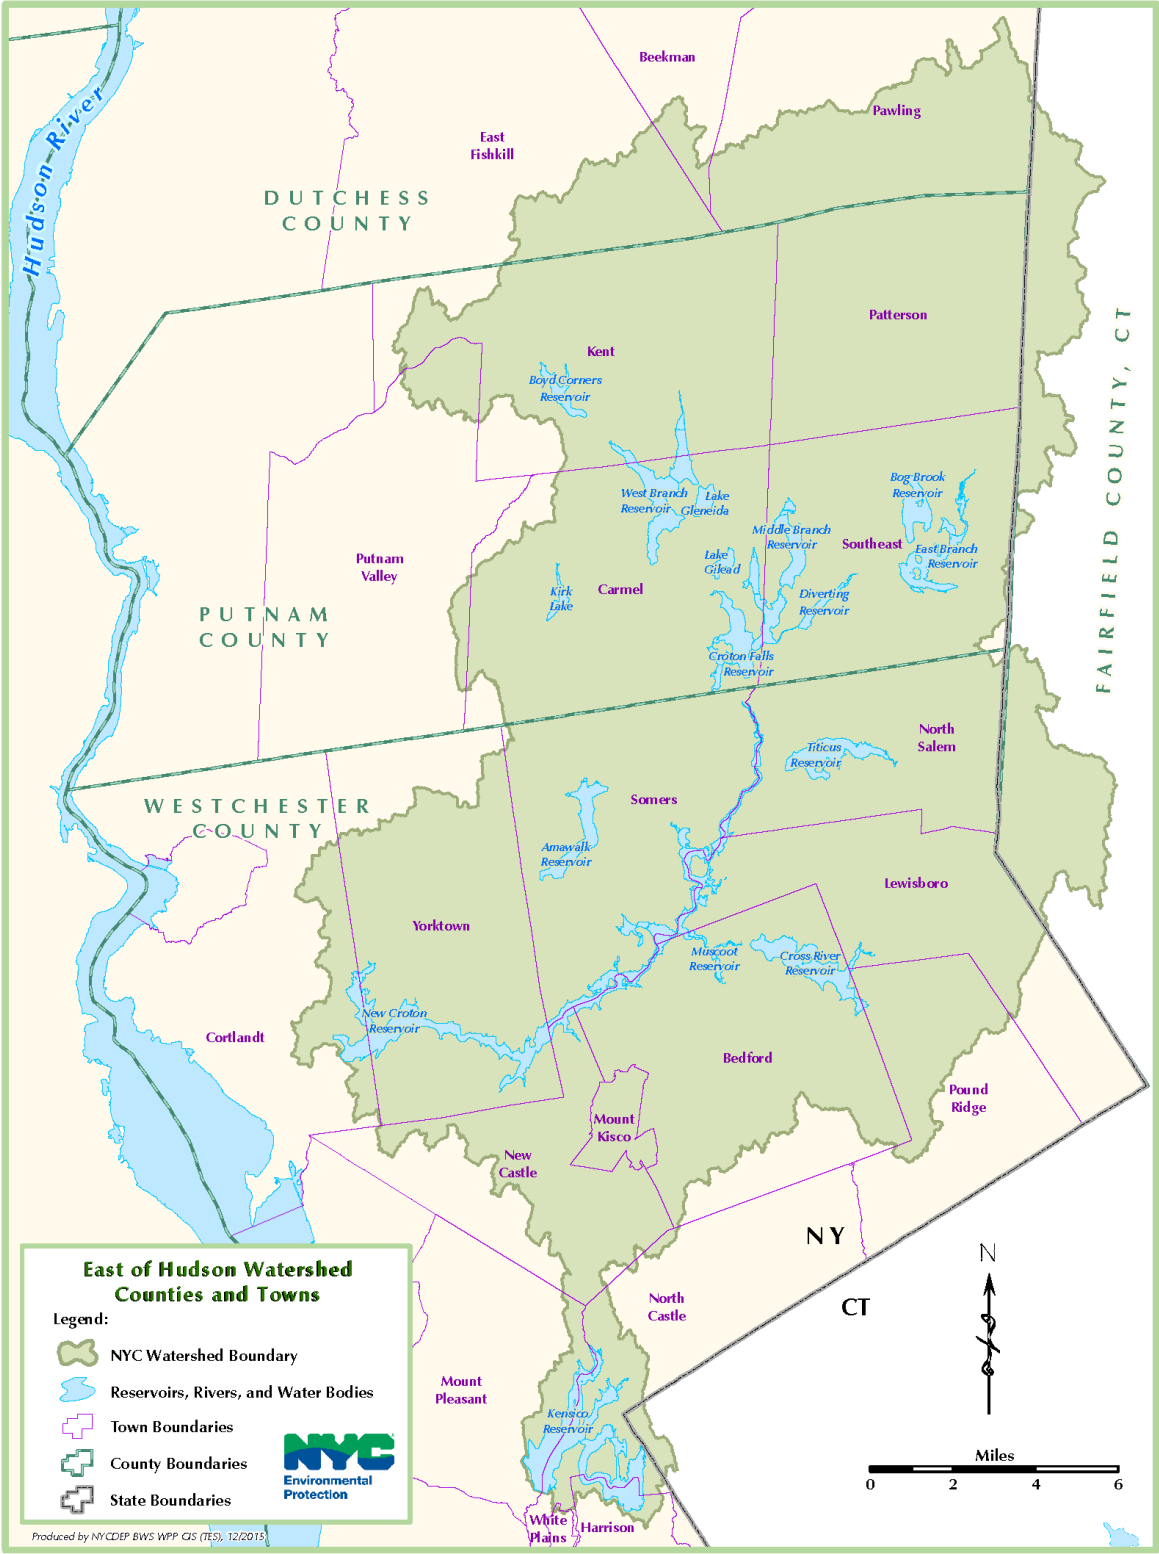 Beekman
Pawling
East
Fishkill
Hudson River
DUTCHESS
COUNTY
Patterson
Kent
Boyd Corners
Reservoir
FAIRFIELD COUNTY, CT
West Branch
Reservoir
Lake
Gleneida
Bog Brook
Reservoir
Middle Branch
Reservoir
Southeast
East Branch
Reservoir
Putnam
Valley
Lake
Gilead
Kirk
Lake
Carmel
Diverting
Reservoir
PUTNAM
COUNTY
Croton Falls
Reservoir
North
Salem
Titicus
Reservoir
WESTCHESTER
COUNTY
Somers
Amawalk
Reservoir
Lewisboro
Yorktown
Muscoot
Reservoir
Cross River
Reservoir
New Croton
Reservoir
Cortlandt
Bedford
Pound
Ridge
Mount
Kisco
New
Castle
NY
CT
N
North
Castle
Mount
Pleasant
Kensico
Reservoir
White
Plains
Harrison
Miles
0 2 4 6
East of Hudson Watershed
Counties and Towns
Legend:
NYC Watershed Boundary
Reservoirs, Rivers, and Water Bodies
Town Boundaries
County Boundaries
State Boundaries
NYC
Environmental
Protection
Produced by NYCDEP BWS WPP GIS (TES), 12/2015